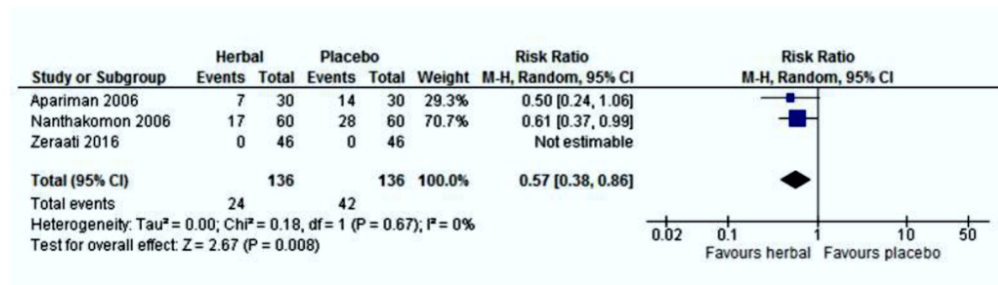 Herbal Placebo Risk Ratio Risk Ratio
Study or Subgroup Events Total Events Total Weight M-H, Random, 95% CI M-H, Random, 95% CI
Apariman 2006 7 30 14 30 29.3% 0.50 [0.24, 1.06]
Nanthakomon 2006 17 60 28 60 70.7% 0.61 [0.37, 0.99]
Zeraati 2016 0 46 0 46 Not estimable
Total (95% CI) 136 136 100.0% 0.57 [0.38, 0.86]
Total events 24 42
Heterogeneity: Tau² = 0.00; Chi² = 0.18, df = 1 (P = 0.67); I² = 0%
Test for overall effect: Z = 2.67 (P = 0.008)
0.02 0.1 1 10 50
Favours herbal Favours placebo